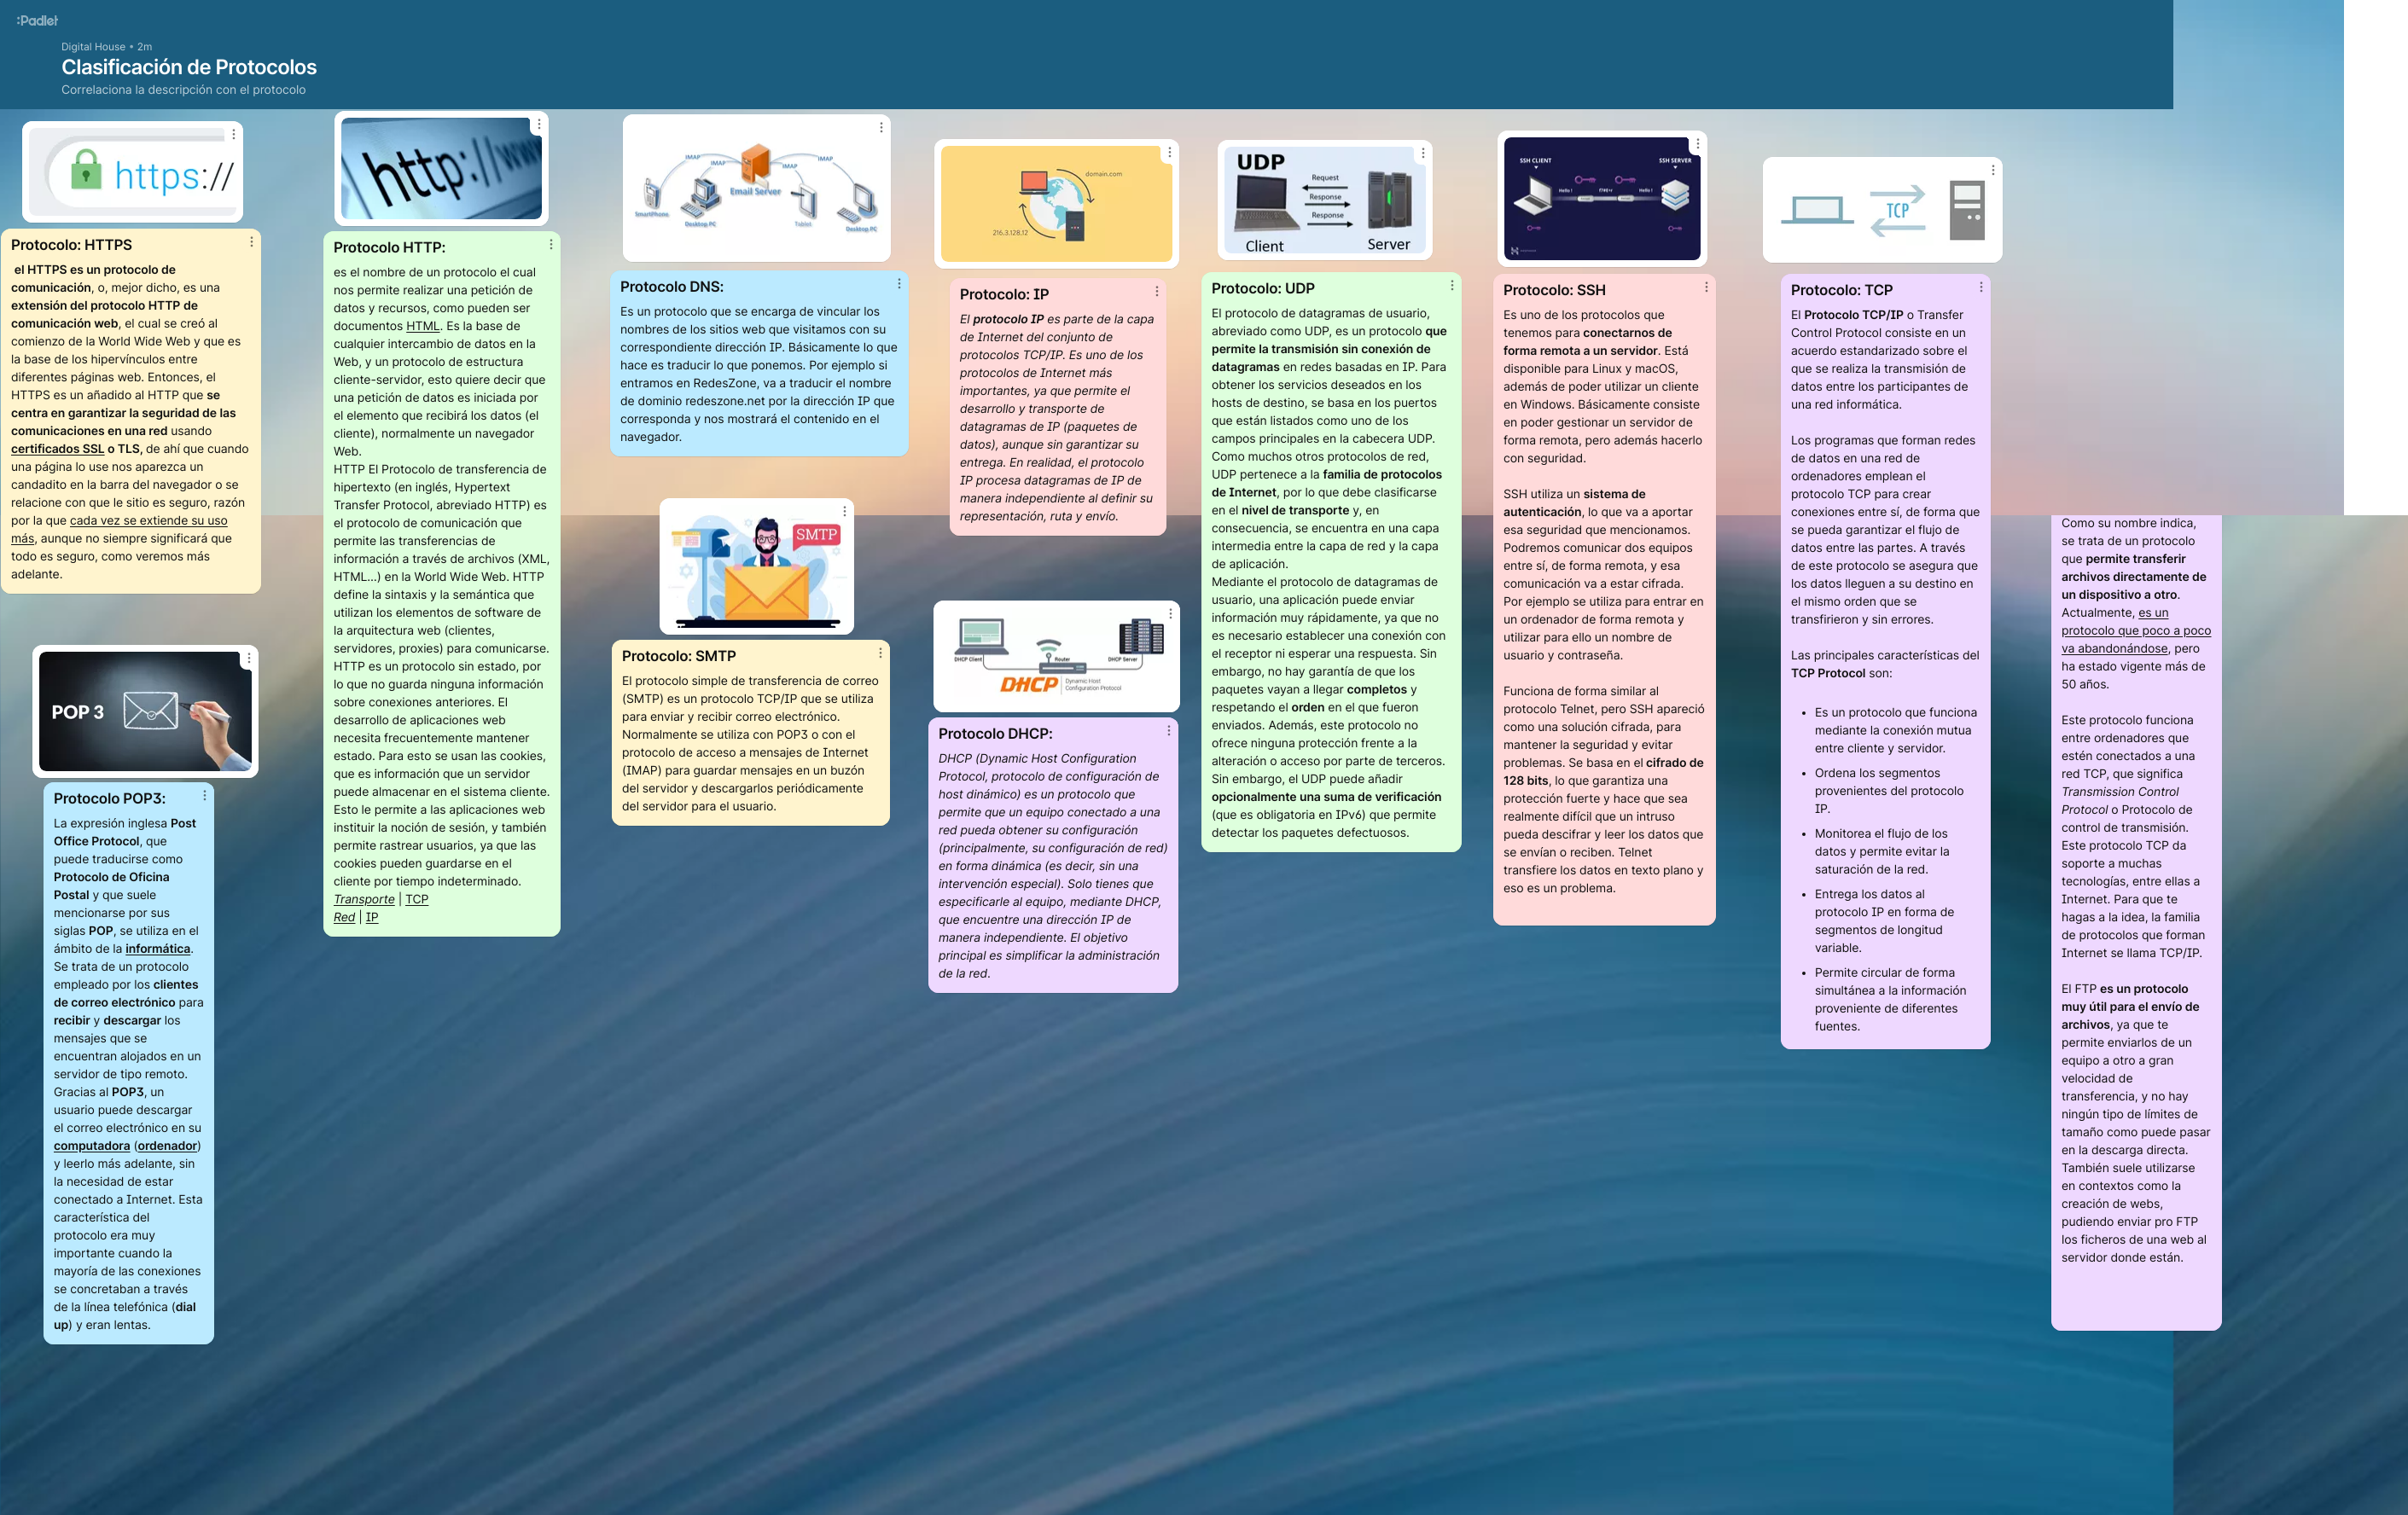 :Padlet
Digital House • 2m
Clasificación de Protocolos
Correlaciona la descripción con el protocolo
https://
Protocolo: HTTPS
el HTTPS es un protocolo de
comunicación, o, mejor dicho, es una
extensión del protocolo HTTP de
comunicación web, el cual se creó al
comienzo de la World Wide Web y que es
la base de los hipervínculos entre
diferentes páginas web. Entonces, el
HTTPS es un añadido al HTTP que se
centra en garantizar la seguridad de las
comunicaciones en una red usando
certificados SSL o TLS, de ahí que cuando
una página lo use nos aparezca un
candadito en la barra del navegador o se
relacione con que le sitio es seguro, razón
por la que cada vez se extiende su uso
más, aunque no siempre significará que
todo es seguro, como veremos más
adelante.
POP 3
Protocolo POP3:
La expresión inglesa Post
Office Protocol, que
puede traducirse como
Protocolo de Oficina
Postal y que suele
mencionarse por sus
siglas POP, se utiliza en el
ámbito de la informática.
Se trata de un protocolo
empleado por los clientes
de correo electrónico para
recibir y descargar los
mensajes que se
encuentran alojados en un
servidor de tipo remoto.
Gracias al POP3, un
usuario puede descargar
el correo electrónico en su
computadora (ordenador)
y leerlo más adelante, sin
la necesidad de estar
conectado a Internet. Esta
característica del
protocolo era muy
importante cuando la
mayoría de las conexiones
se concretaban a través
de la línea telefónica (dial
up) y eran lentas.
http://www
Protocolo HTTP:
es el nombre de un protocolo el cual
nos permite realizar una petición de
datos y recursos, como pueden ser
documentos HTML. Es la base de
cualquier intercambio de datos en la
Web, y un protocolo de estructura
cliente-servidor, esto quiere decir que
una petición de datos es iniciada por
el elemento que recibirá los datos (el
cliente), normalmente un navegador
Web.
HTTP El Protocolo de transferencia de
hipertexto (en inglés, Hypertext
Transfer Protocol, abreviado HTTP) es
el protocolo de comunicación que
permite las transferencias de
información a través de archivos (XML,
HTML...) en la World Wide Web. HTTP
define la sintaxis y la semántica que
utilizan los elementos de software de
la arquitectura web (clientes,
servidores, proxies) para comunicarse.
HTTP es un protocolo sin estado, por
lo que no guarda ninguna información
sobre conexiones anteriores. El
desarrollo de aplicaciones web
necesita frecuentemente mantener
estado. Para esto se usan las cookies,
que es información que un servidor
puede almacenar en el sistema cliente.
Esto le permite a las aplicaciones web
instituir la noción de sesión, y también
permite rastrear usuarios, ya que las
cookies pueden guardarse en el
cliente por tiempo indeterminado.
Transporte | TCP
Red | IP
IMAP
IMAP
IMAP
IMAP
Email Server
SmartPhone
Desktop PC
Tablet
Desktop PC
Protocolo DNS:
Es un protocolo que se encarga de vincular los
nombres de los sitios web que visitamos con su
correspondiente dirección IP. Básicamente lo que
hace es traducir lo que ponemos. Por ejemplo si
entramos en RedesZone, va a traducir el nombre
de dominio redeszone.net por la dirección IP que
corresponda y nos mostrará el contenido en el
navegador.
SMTP
Protocolo: SMTP
El protocolo simple de transferencia de correo
(SMTP) es un protocolo TCP/IP que se utiliza
para enviar y recibir correo electrónico.
Normalmente se utiliza con POP3 o con el
protocolo de acceso a mensajes de Internet
(IMAP) para guardar mensajes en un buzón
del servidor y descargarlos periódicamente
del servidor para el usuario.
domain.com
216.3.128.12
Protocolo: IP
El protocolo IP es parte de la capa
de Internet del conjunto de
protocolos TCP/IP. Es uno de los
protocolos de Internet más
importantes, ya que permite el
desarrollo y transporte de
datagramas de IP (paquetes de
datos), aunque sin garantizar su
entrega. En realidad, el protocolo
IP procesa datagramas de IP de
manera independiente al definir su
representación, ruta y envío.
DHCP Client
Router
DHCP Server
DHCP
Dynamic Host
Configuration Protocol
Protocolo DHCP:
DHCP (Dynamic Host Configuration
Protocol, protocolo de configuración de
host dinámico) es un protocolo que
permite que un equipo conectado a una
red pueda obtener su configuración
(principalmente, su configuración de red)
en forma dinámica (es decir, sin una
intervención especial). Solo tienes que
especificarle al equipo, mediante DHCP,
que encuentre una dirección IP de
manera independiente. El objetivo
principal es simplificar la administración
de la red.
UDP
Request
Response
Response
Client
Server
Protocolo: UDP
El protocolo de datagramas de usuario,
abreviado como UDP, es un protocolo que
permite la transmisión sin conexión de
datagramas en redes basadas en IP. Para
obtener los servicios deseados en los
hosts de destino, se basa en los puertos
que están listados como uno de los
campos principales en la cabecera UDP.
Como muchos otros protocolos de red,
UDP pertenece a la familia de protocolos
de Internet, por lo que debe clasificarse
en el nivel de transporte y, en
consecuencia, se encuentra en una capa
intermedia entre la capa de red y la capa
de aplicación.
Mediante el protocolo de datagramas de
usuario, una aplicación puede enviar
información muy rápidamente, ya que no
es necesario establecer una conexión con
el receptor ni esperar una respuesta. Sin
embargo, no hay garantía de que los
paquetes vayan a llegar completos y
respetando el orden en el que fueron
enviados. Además, este protocolo no
ofrece ninguna protección frente a la
alteración o acceso por parte de terceros.
Sin embargo, el UDP puede añadir
opcionalmente una suma de verificación
(que es obligatoria en IPv6) que permite
detectar los paquetes defectuosos.
SSH CLIENT
SSH SERVER
Hello !
Hello !
Protocolo: SSH
Es uno de los protocolos que
tenemos para conectarnos de
forma remota a un servidor. Está
disponible para Linux y macOS,
además de poder utilizar un cliente
en Windows. Básicamente consiste
en poder gestionar un servidor de
forma remota, pero además hacerlo
con seguridad.
SSH utiliza un sistema de
autenticación, lo que va a aportar
esa seguridad que mencionamos.
Podremos comunicar dos equipos
entre sí, de forma remota, y esa
comunicación va a estar cifrada.
Por ejemplo se utiliza para entrar en
un ordenador de forma remota y
utilizar para ello un nombre de
usuario y contraseña.
Funciona de forma similar al
protocolo Telnet, pero SSH apareció
como una solución cifrada, para
mantener la seguridad y evitar
problemas. Se basa en el cifrado de
128 bits, lo que garantiza una
protección fuerte y hace que sea
realmente difícil que un intruso
pueda descifrar y leer los datos que
se envían o reciben. Telnet
transfiere los datos en texto plano y
eso es un problema.
TCP
Protocolo: TCP
El Protocolo TCP/IP o Transfer
Control Protocol consiste en un
acuerdo estandarizado sobre el
que se realiza la transmisión de
datos entre los participantes de
una red informática.
Los programas que forman redes
de datos en una red de
ordenadores emplean el
protocolo TCP para crear
conexiones entre sí, de forma que
se pueda garantizar el flujo de
datos entre las partes. A través
de este protocolo se asegura que
los datos lleguen a su destino en
el mismo orden que se
transfirieron y sin errores.
Las principales características del
TCP Protocol son:
• Es un protocolo que funciona
mediante la conexión mutua
entre cliente y servidor.
• Ordena los segmentos
provenientes del protocolo
IP.
• Monitorea el flujo de los
datos y permite evitar la
saturación de la red.
• Entrega los datos al
protocolo IP en forma de
segmentos de longitud
variable.
• Permite circular de forma
simultánea a la información
proveniente de diferentes
fuentes.
Como su nombre indica,
se trata de un protocolo
que permite transferir
archivos directamente de
un dispositivo a otro.
Actualmente, es un
protocolo que poco a poco
va abandonándose, pero
ha estado vigente más de
50 años.
Este protocolo funciona
entre ordenadores que
estén conectados a una
red TCP, que significa
Transmission Control
Protocol o Protocolo de
control de transmisión.
Este protocolo TCP da
soporte a muchas
tecnologías, entre ellas a
Internet. Para que te
hagas a la idea, la familia
de protocolos que forman
Internet se llama TCP/IP.
El FTP es un protocolo
muy útil para el envío de
archivos, ya que te
permite enviarlos de un
equipo a otro a gran
velocidad de
transferencia, y no hay
ningún tipo de límites de
tamaño como puede pasar
en la descarga directa.
También suele utilizarse
en contextos como la
creación de webs,
pudiendo enviar pro FTP
los ficheros de una web al
servidor donde están.